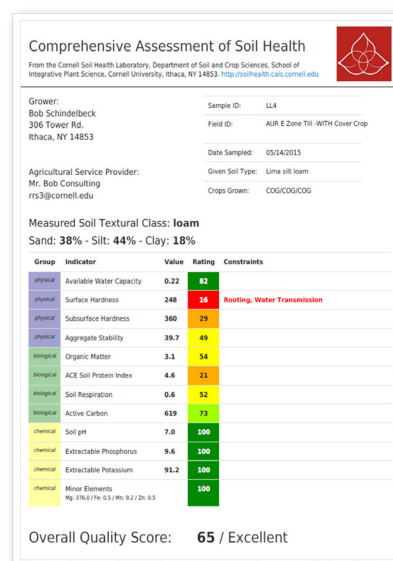 Comprehensive Assessment of Soil Health
From the Cornell Soil Health Laboratory, Department of Soil and Crop Sciences, School of
Integrative Plant Science, Cornell University, Ithaca, NY 14853. http://soilhealth.cals.cornell.edu
Grower:
Bob Schindelbeck
306 Tower Rd.
Ithaca, NY 14853
Agricultural Service Provider:
Mr. Bob Consulting
rrs3@cornell.edu
Sample ID: LL4
Field ID: AUR E Zone Till -WITH Cover Crop
Date Sampled: 05/14/2015
Given Soil Type: Lima silt loam
Crops Grown: COG/COG/COG
Measured Soil Textural Class: loam
Sand: 38% - Silt: 44% - Clay: 18%
Group Indicator Value Rating Constraints
physical Available Water Capacity 0.22 82
physical Surface Hardness 248 16 Rooting, Water Transmission
physical Subsurface Hardness 360 29
physical Aggregate Stability 39.7 49
biological Organic Matter 3.1 54
biological ACE Soil Protein Index 4.6 21
biological Soil Respiration 0.6 52
biological Active Carbon 619 73
chemical Soil pH 7.0 100
chemical Extractable Phosphorus 9.6 100
chemical Extractable Potassium 91.2 100
chemical Minor Elements 100
Mg: 376.0 / Fe: 0.5 / Mn: 9.2 / Zn: 0.5
Overall Quality Score: 65 / Excellent